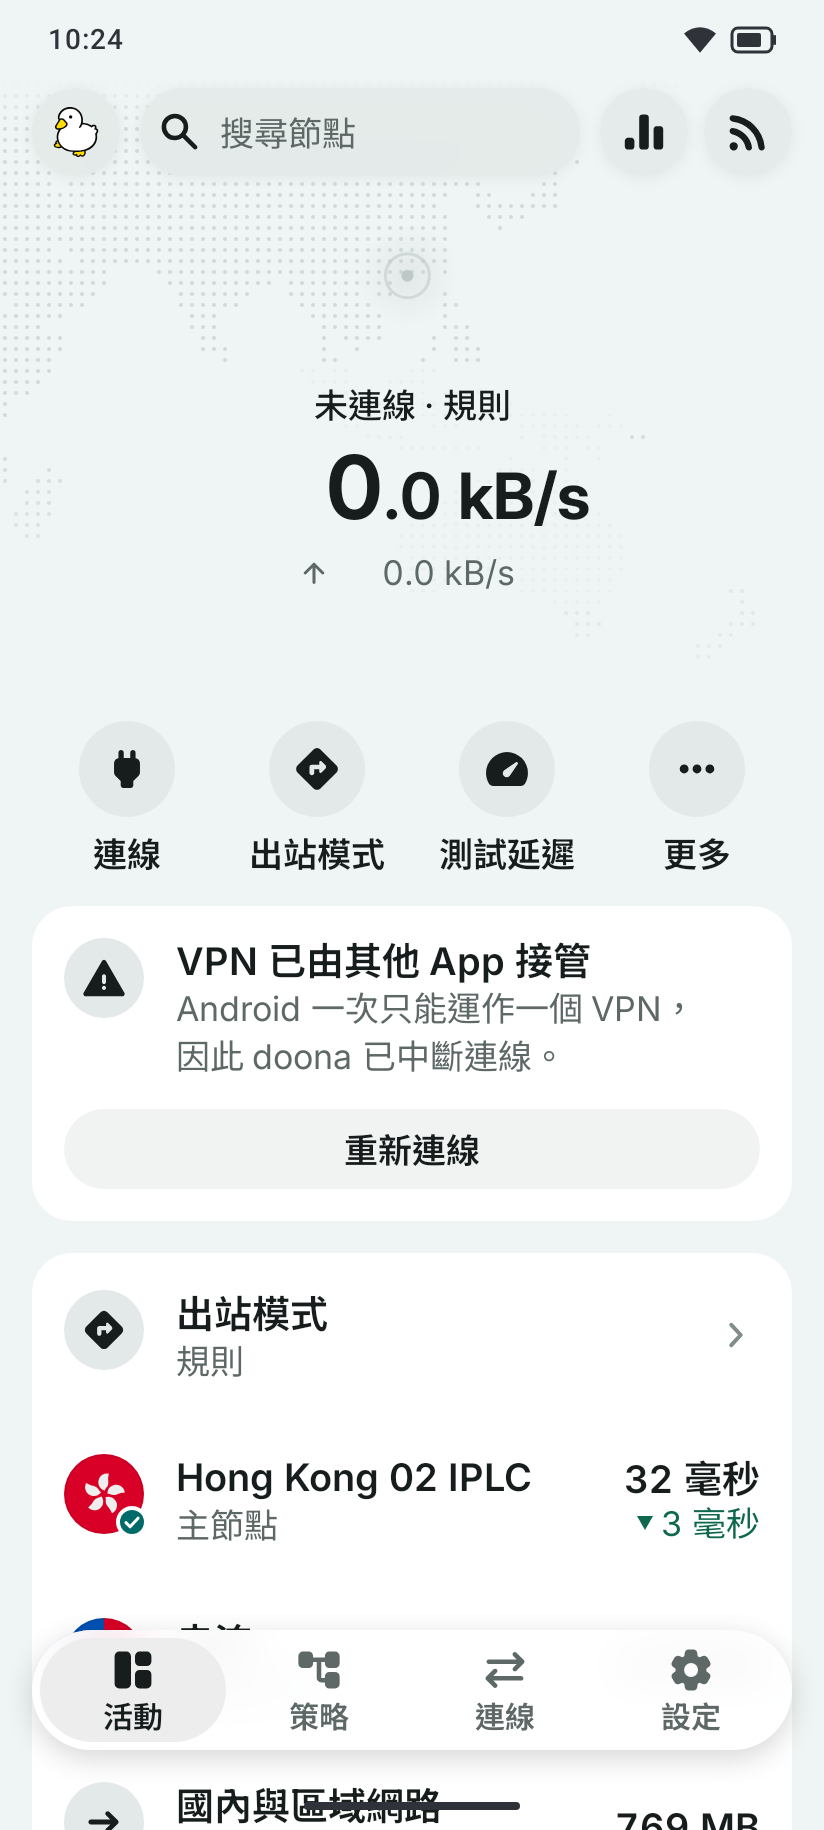 10:24
搜尋節點
未連線 · 規則
0.0 kB/s
0.0 kB/s
連線
出站模式
測試延遲
更多
VPN 已由其他 App 接管
Android 一次只能運作一個 VPN，
因此 doona 已中斷連線。
重新連線
出站模式
規則
Hong Kong 02 IPLC
32 毫秒
主節點
3 毫秒
活動
策略
連線
設定
國內與區域網路
769 MB